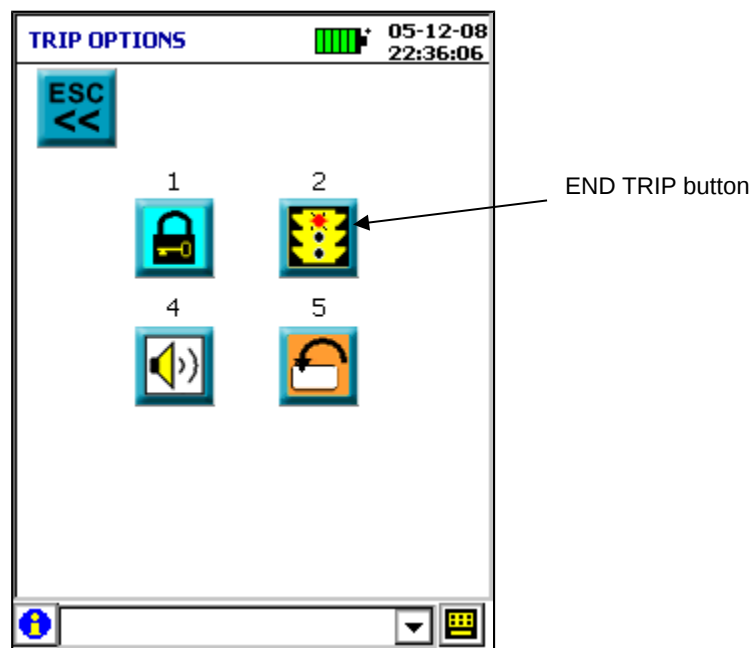 TRIP OPTIONS
05-12-08
22:36:06
ESC
<<
1 2
END TRIP button
4 5